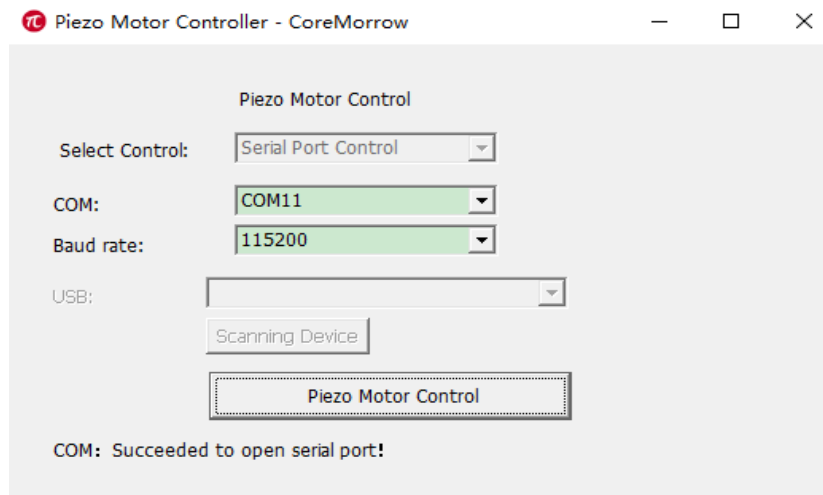 Piezo Motor Controller - CoreMorrow
Piezo Motor Control
Select Control: Serial Port Control
COM: COM11
Baud rate: 115200
USB:
Scanning Device
Piezo Motor Control
COM: Succeeded to open serial port!